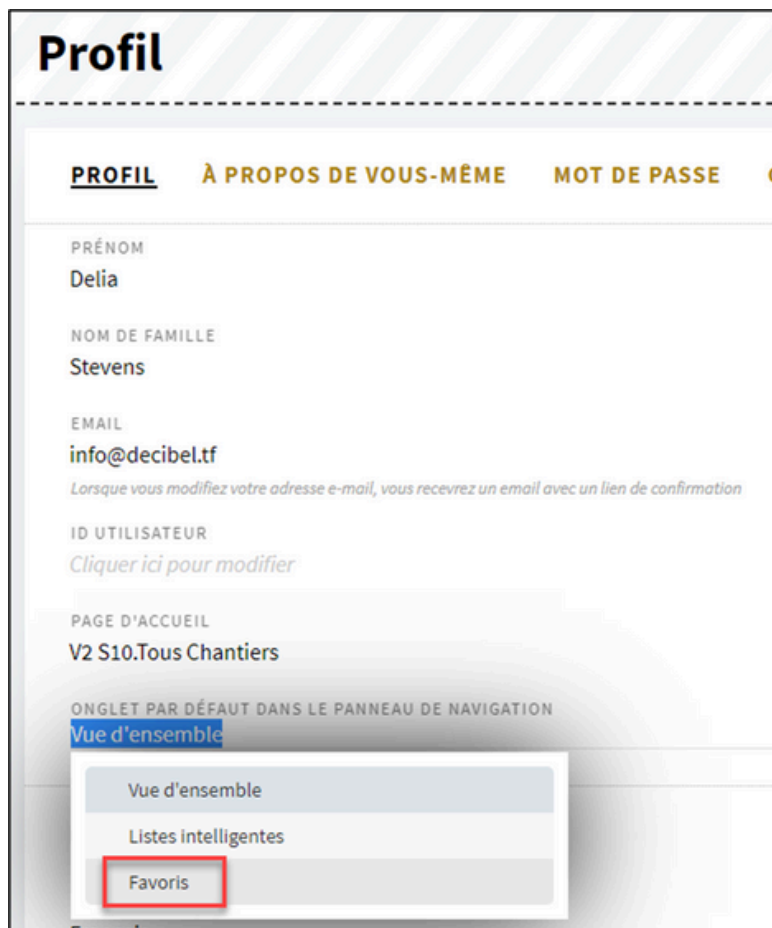 Profil
PROFIL À PROPOS DE VOUS-MÊME MOT DE PASSE
PRÉNOM
Delia
NOM DE FAMILLE
Stevens
EMAIL
info@decibel.tf
Lorsque vous modifiez votre adresse e-mail, vous recevrez un email avec un lien de confirmation
ID UTILISATEUR
Cliquer ici pour modifier
PAGE D'ACCUEIL
V2 S10.Tous Chantiers
ONGLET PAR DÉFAUT DANS LE PANNEAU DE NAVIGATION
Vue d'ensemble
Vue d'ensemble
Listes intelligentes
Favoris